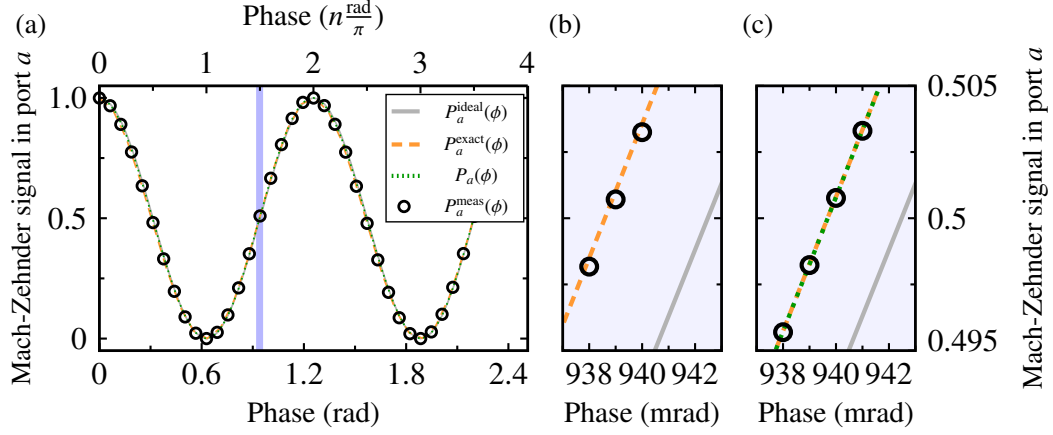 (a)
Phase (n rad/π)
(b)
(c)
0 1 2 3 4
Mach-Zehnder signal in port a
1.0
0.5
0
P_a^ideal(ϕ)
P_a^exact(ϕ)
P_a(ϕ)
P_a^meas(ϕ)
0 0.6 1.2 1.8 2.4
Phase (rad)
938 940 942
Phase (mrad)
938 940 942
Phase (mrad)
0.505
0.5
0.495
Mach-Zehnder signal in port a